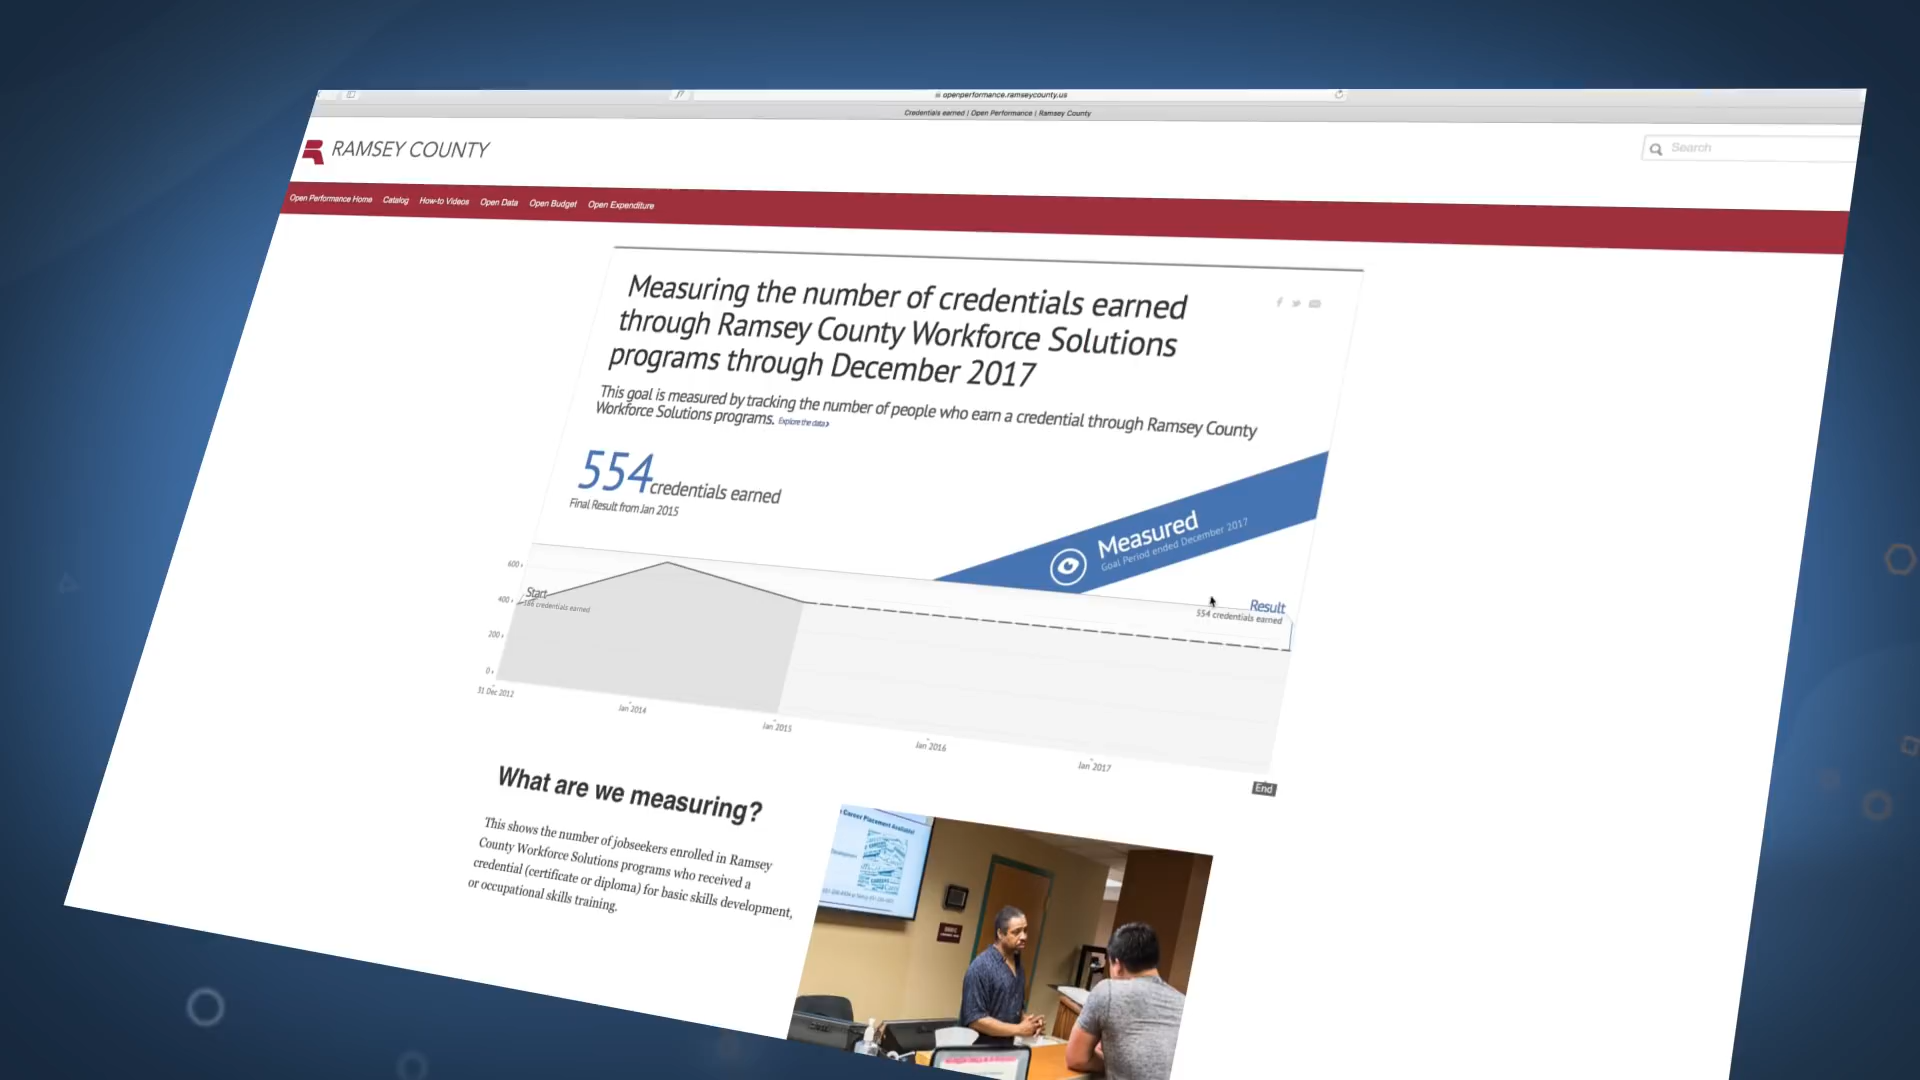 openperformance.ramseycounty.us
Credentials earned | Open Performance | Ramsey County
RAMSEY COUNTY
Search
Open Performance Home Catalog How-to Videos Open Data Open Budget Open Expenditure
Measuring the number of credentials earned
through Ramsey County Workforce Solutions
programs through December 2017
This goal is measured by tracking the number of people who earn a credential through Ramsey County
Workforce Solutions programs. Explore the data
554 credentials earned
Final Result from Jan 2015
Measured
Goal Period ended December 2017
600
400
200
0
Start
credentials earned
Result
554 credentials earned
31 Dec 2012
Jan 2014
Jan 2015
Jan 2016
Jan 2017
End
What are we measuring?
This shows the number of jobseekers enrolled in Ramsey
County Workforce Solutions programs who received a
credential (certificate or diploma) for basic skills development,
or occupational skills training.
Career Placement Available!